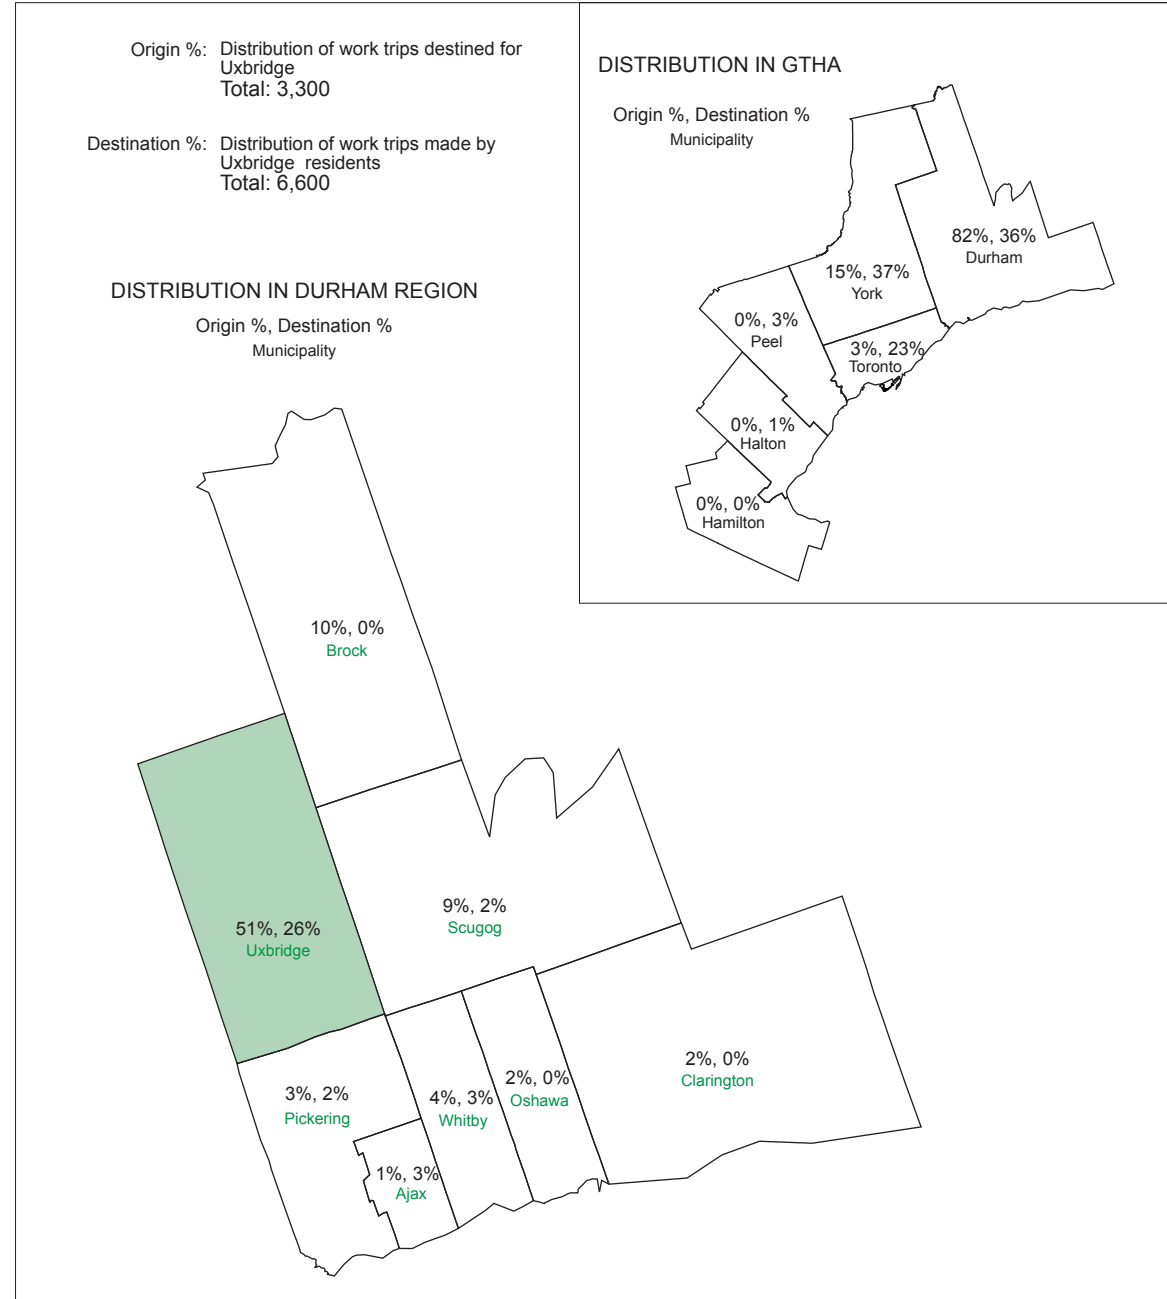 Origin %: Distribution of work trips destined for
Uxbridge
Total: 3,300
Destination %: Distribution of work trips made by
Uxbridge residents
Total: 6,600
DISTRIBUTION IN GTHA
Origin %, Destination %
Municipality
82%, 36%
Durham
15%, 37%
York
0%, 3%
Peel
3%, 23%
Toronto
0%, 1%
Halton
0%, 0%
Hamilton
DISTRIBUTION IN DURHAM REGION
Origin %, Destination %
Municipality
10%, 0%
Brock
9%, 2%
Scugog
51%, 26%
Uxbridge
2%, 0%
Clarington
2%, 0%
Oshawa
3%, 2%
Pickering
4%, 3%
Whitby
1%, 3%
Ajax